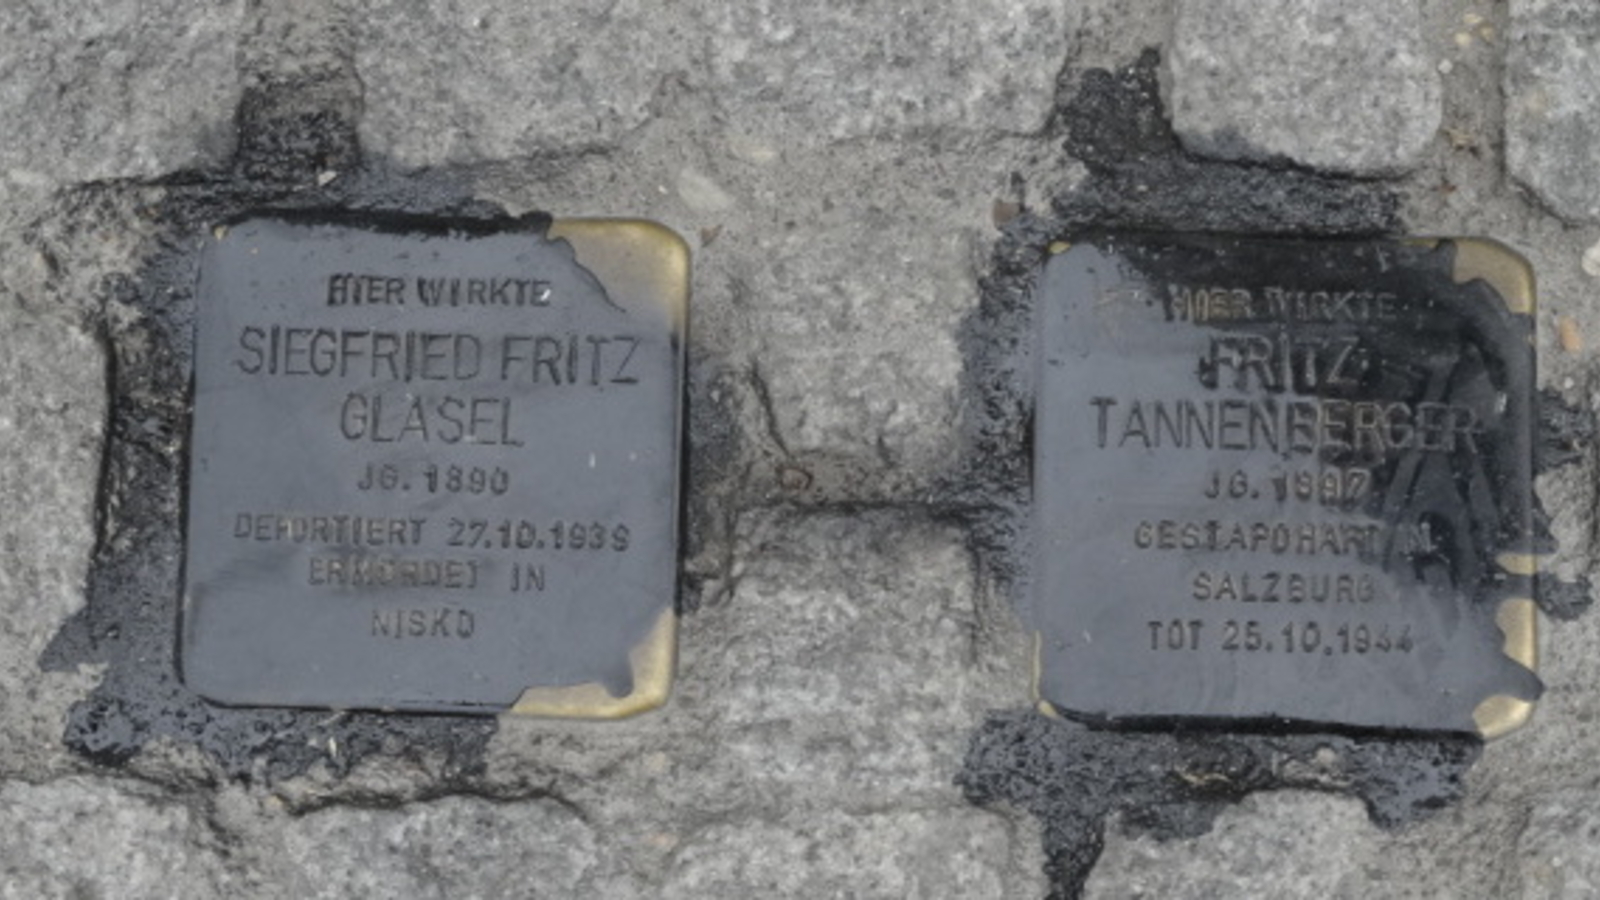 HIER WIRKTE
SIEGFRIED FRITZ
GLASEL
JG. 1890
DEPORTIERT 27.10.1939
ERMORDET IN
NISKO
HIER WIRKTE
FRITZ
TANNENBERGER
JG. 1897
GESTAPOHAFT IN
SALZBURG
TOT 25.10.1944